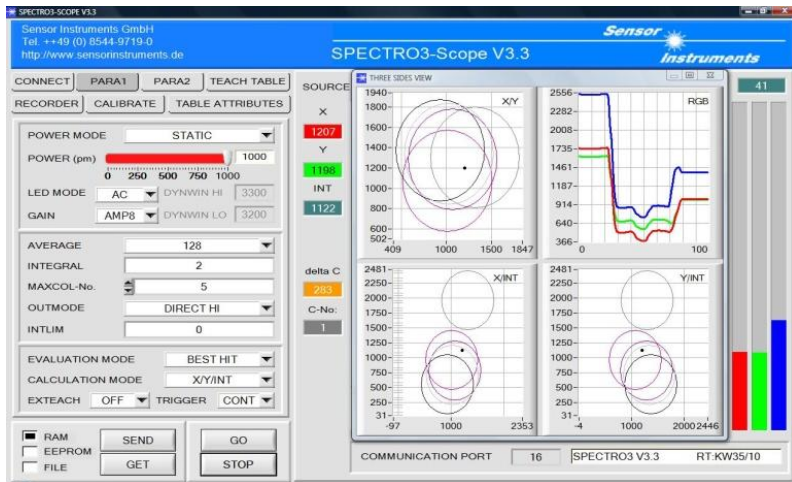 SPECTRO3-SCOPE V3.3
Sensor Instruments GmbH
Tel. ++49 (0) 8544-9719-0
http://www.sensorinstruments.de
SPECTRO3-Scope V3.3
Sensor
Instruments
CONNECT PARA1 PARA2 TEACH TABLE
RECORDER CALIBRATE TABLE ATTRIBUTES
POWER MODE STATIC
POWER (pm) 1000
0 250 500 750 1000
LED MODE AC DYNWIN HI 3300
GAIN AMP8 DYNWIN LO 3200
AVERAGE 128
INTEGRAL 2
MAXCOL-No. 5
OUTMODE DIRECT HI
INTLIM 0
EVALUATION MODE BEST HIT
CALCULATION MODE X/Y/INT
EXTEACH OFF TRIGGER CONT
RAM
EEPROM
FILE
SEND GO
GET STOP
SOURCE
X
1207
Y
1198
INT
1122
delta C
283
C-No:
1
THREE SIDES VIEW
X/Y
1940
1800
1600
1400
1200
1000
800
600
502
409 1000 1500 1847
RGB
2556
2282
2008
1735
1461
1187
914
640
366
0 100
X/INT
2481
2250
2000
1750
1500
1250
1000
750
500
250
31
-97 1000 2353
Y/INT
2481
2250
2000
1750
1500
1250
1000
750
500
250
31
-4 1000 2000 2446
41
COMMUNICATION PORT 16 SPECTRO3 V3.3 RT:KW35/10